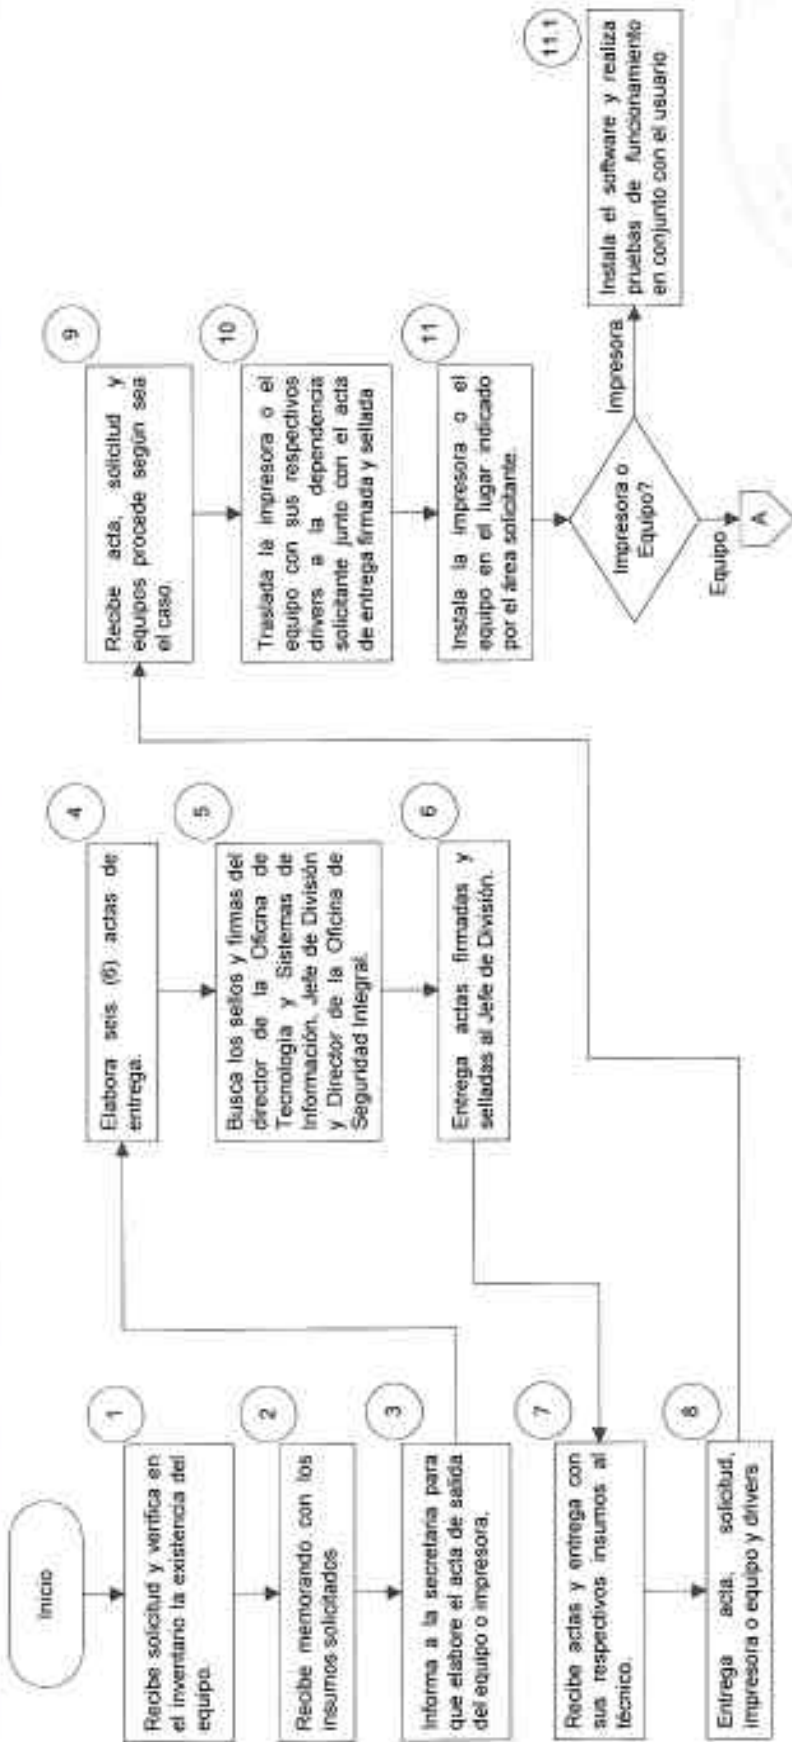 Inicio
1
Recibe solicitud y verifica en
el inventario la existencia del
equipo.
2
Recibe memorando con los
insumos solicitados
3
Informa a la secretaria para
que elabore el acta de salida
del equipo o impresora.
4
Elabora seis (6) actas de
entrega.
5
Busca los sellos y firmas del
director de la Oficina de
Tecnología y Sistemas de
Información, Jefe de División
y Director de la Oficina de
Seguridad Integral.
6
Entrega actas firmadas y
selladas al Jefe de División.
7
Recibe actas y entrega con
sus respectivos insumos al
técnico.
8
Entrega acta, solicitud,
impresora o equipo y drivers
9
Recibe acta, solicitud y
equipos procede según sea
el caso.
10
Traslada la impresora o el
equipo con sus respectivos
drivers a la dependencia
solicitante junto con el acta
de entrega firmada y sellada
11
Instala la impresora o el
equipo en el lugar indicado
por el área solicitante.
Impresora o
Equipo?
Impresora
11.1
Instala el software y realiza
pruebas de funcionamiento
en conjunto con el usuario
Equipo
A